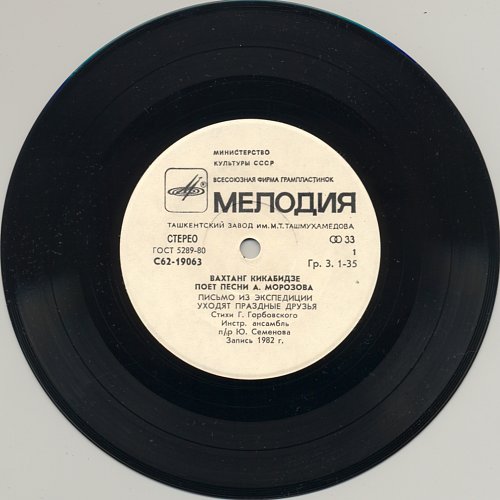 МИНИСТЕРСТВО
КУЛЬТУРЫ СССР
ВСЕСОЮЗНАЯ ФИРМА ГРАМПЛАСТИНОК
МЕЛОДИЯ
ТАШКЕНТСКИЙ ЗАВОД им. М.Т. ТАШМУХАМЕДОВА
СТЕРЕО 33
ГОСТ 5289-80 1
С62-19063 Гр. 3. 1-35
ВАХТАНГ КИКАБИДЗЕ
ПОЕТ ПЕСНИ А. МОРОЗОВА
ПИСЬМО ИЗ ЭКСПЕДИЦИИ
УХОДЯТ ПРАЗДНЫЕ ДРУЗЬЯ
Стихи Г. Горбовского
Инстр. ансамбль
п/р Ю. Семенова
Запись 1982 г.